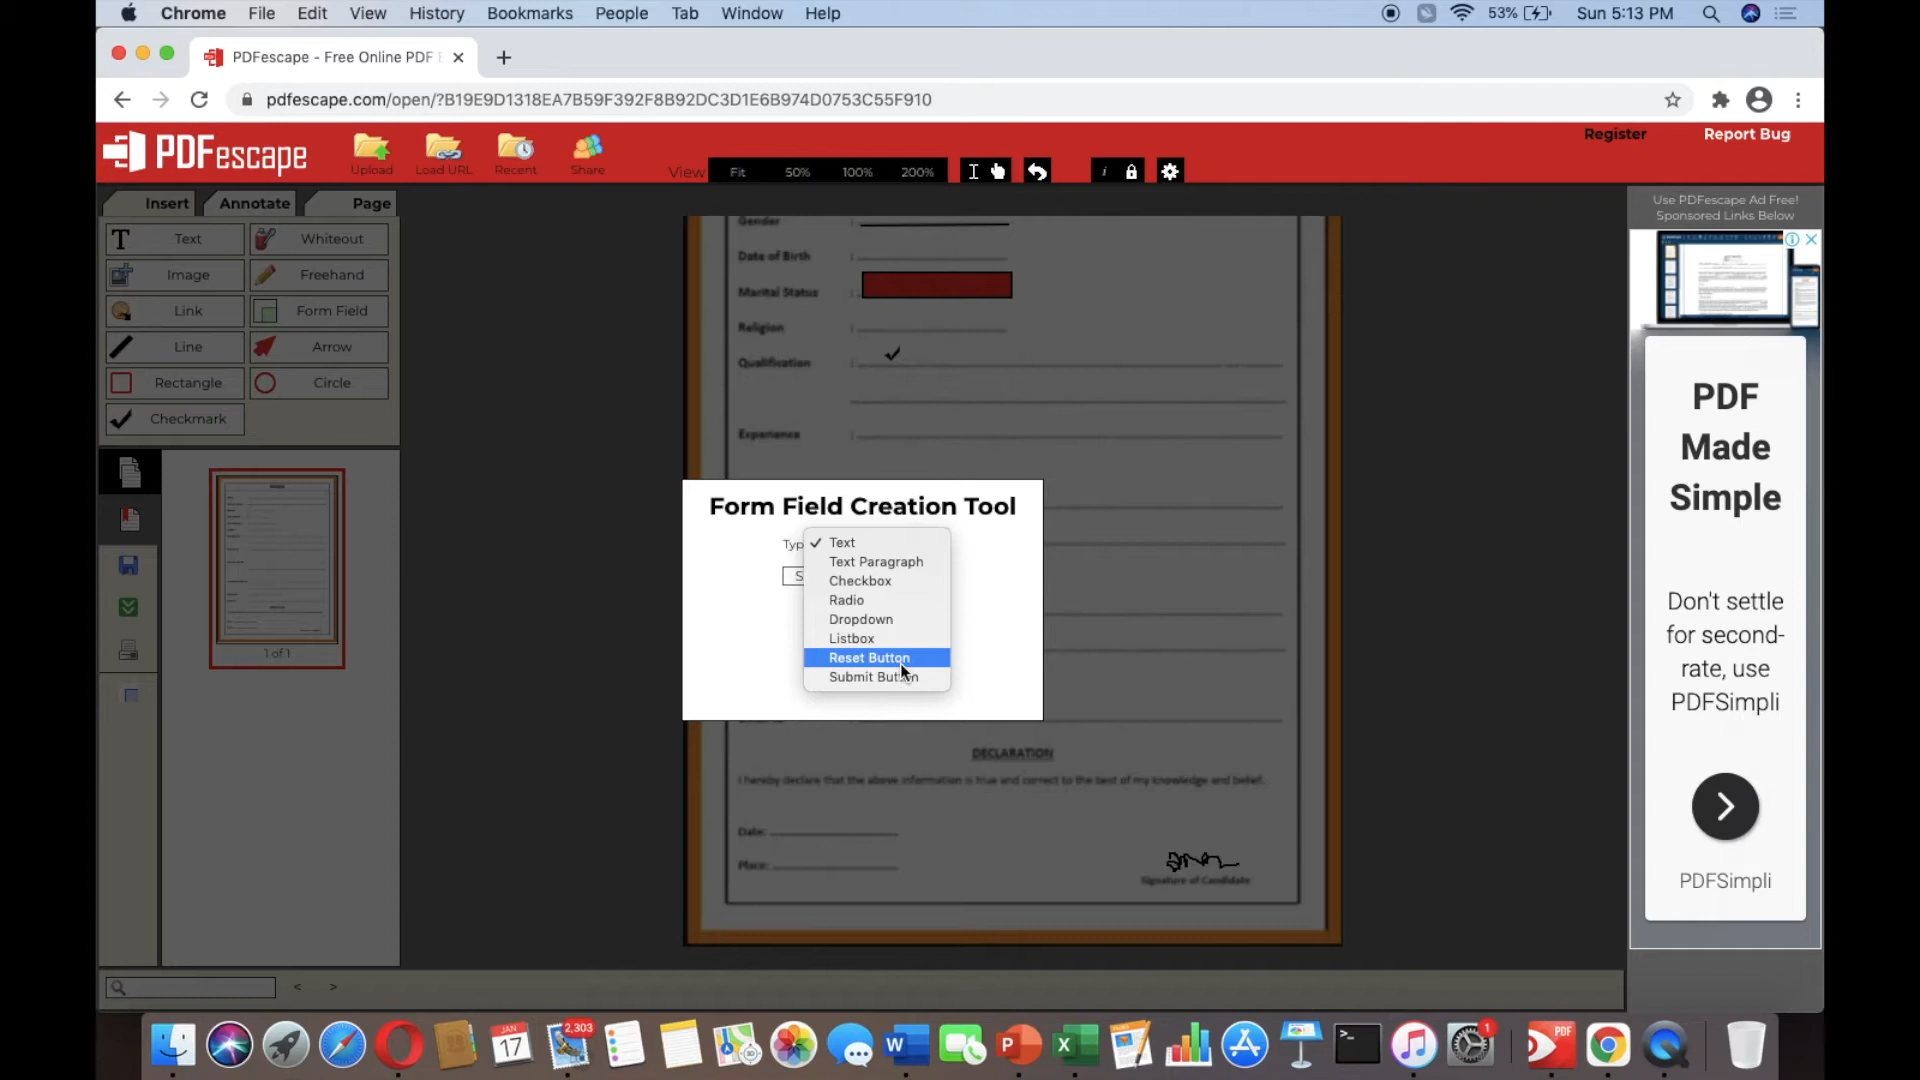 Chrome File Edit View History Bookmarks People Tab Window Help 53% Sun 5:13 PM
PDFescape - Free Online PDF E
pdfescape.com/open/?B19E9D1318EA7B59F392F8B92DC3D1E6B974D0753C55F910
PDFescape
Upload Load URL Recent Share
View Fit 50% 100% 200%
Register Report Bug
Insert Annotate Page
Text Whiteout
Image Freehand
Link Form Field
Line Arrow
Rectangle Circle
Checkmark
1 of 1
< >
Gender
Date of Birth :
Marital Status :
Religion :
Qualification :
Experience :
Form Field Creation Tool
Typ
S
Text
Text Paragraph
Checkbox
Radio
Dropdown
Listbox
Reset Button
Submit Button
DECLARATION
I hereby declare that the above information is true and correct to the best of my knowledge and belief.
Date:
Place:
Signature of Candidate
Use PDFescape Ad Free!
Sponsored Links Below
PDF
Made
Simple
Don't settle
for second-
rate, use
PDFSimpli
PDFSimpli
JAN
17
2,303
W
P
X
1
PDF